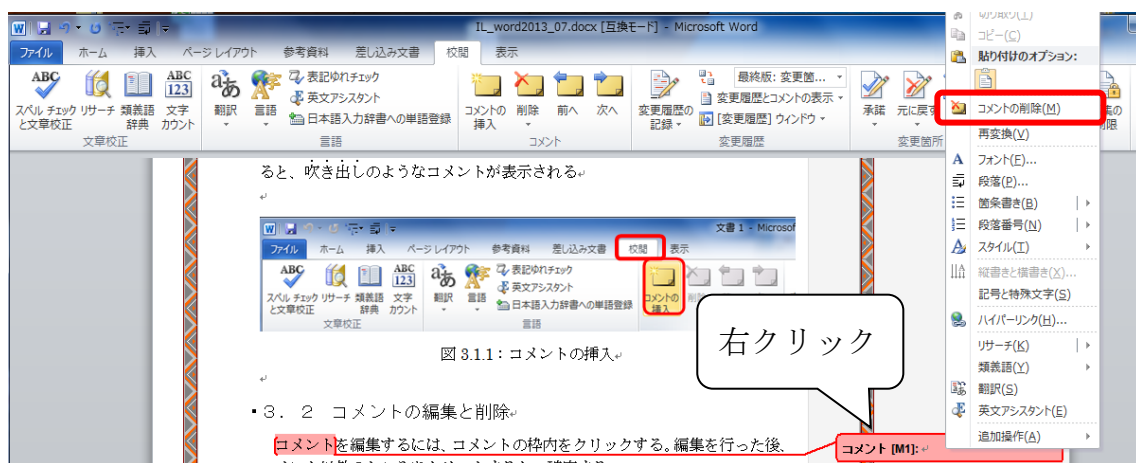 IL_word2013_07.docx [互換モード] - Microsoft Word
ファイル ホーム 挿入 ページ レイアウト 参考資料 差し込み文書 校閲 表示
ABC スペル チェックと文章校正
リサーチ
類義語辞典
ABC 123 文字カウント
文章校正
あ 翻訳
言語
表記ゆれチェック
英文アシスタント
日本語入力辞書への単語登録
言語
コメントの挿入
削除
前へ
次へ
コメント
変更履歴の記録
最終版: 変更箇...
変更履歴とコメントの表示
[変更履歴] ウィンドウ
変更履歴
承諾
元に戻す
変更箇所
切り取り(T)
コピー(C)
貼り付けのオプション:
コメントの削除(M)
再変換(V)
フォント(F)...
段落(P)...
箇条書き(B)
段落番号(N)
スタイル(T)
縦書きと横書き(X)...
記号と特殊文字(S)
ハイパーリンク(H)...
リサーチ(K)
類義語(Y)
翻訳(S)
英文アシスタント(E)
追加操作(A)
ると、吹き出しのようなコメントが表示される
文書 1 - Microsof
ファイル ホーム 挿入 ページ レイアウト 参考資料 差し込み文書 校閲 表示
ABC スペル チェックと文章校正
リサーチ
類義語辞典
ABC 123 文字カウント
文章校正
あ 翻訳
言語
表記ゆれチェック
英文アシスタント
日本語入力辞書への単語登録
言語
コメントの挿入
図 3.1.1：コメントの挿入
右クリック
3．2 コメントの編集と削除
コメントを編集するには、コメントの枠内をクリックする。編集を行った後、
コメント [M1]: